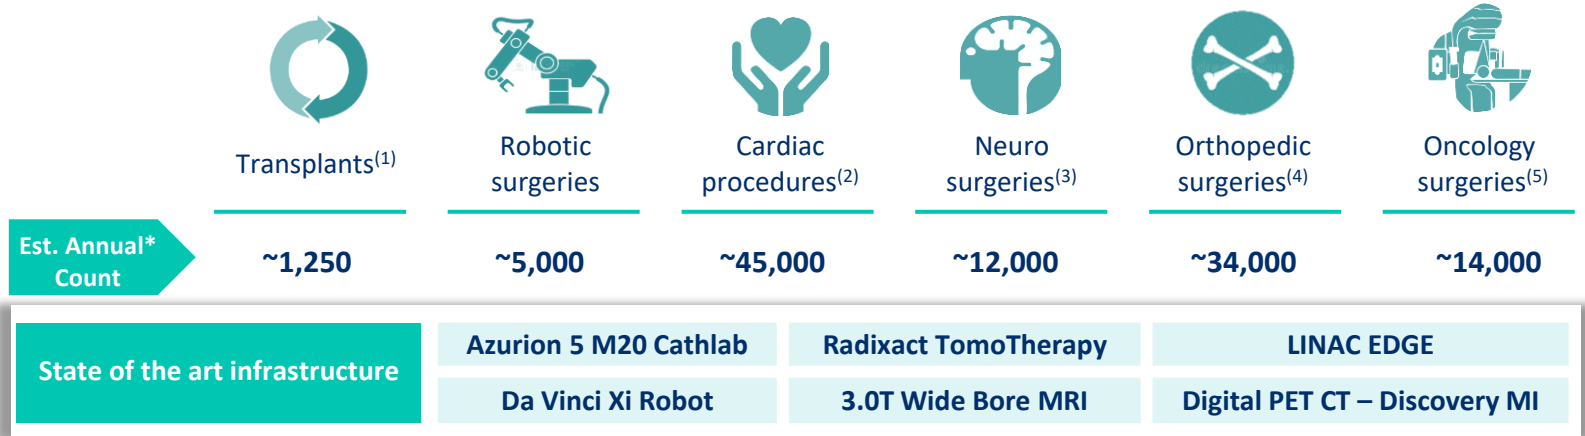 Transplants(1)
Robotic
surgeries
Cardiac
procedures(2)
Neuro
surgeries(3)
Orthopedic
surgeries(4)
Oncology
surgeries(5)
Est. Annual*
Count
~1,250
~5,000
~45,000
~12,000
~34,000
~14,000
State of the art infrastructure
Azurion 5 M20 Cathlab
Radixact TomoTherapy
LINAC EDGE
Da Vinci Xi Robot
3.0T Wide Bore MRI
Digital PET CT – Discovery MI